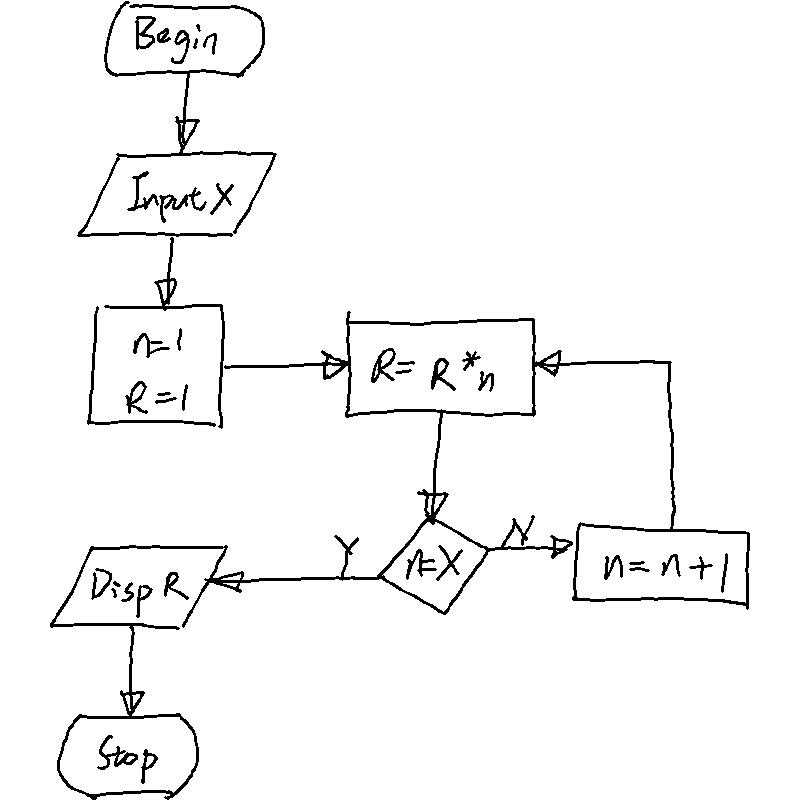 Begin
Input X
n=1
R=1
R=R*n
n=X
Y
N
n=n+1
Disp R
Stop